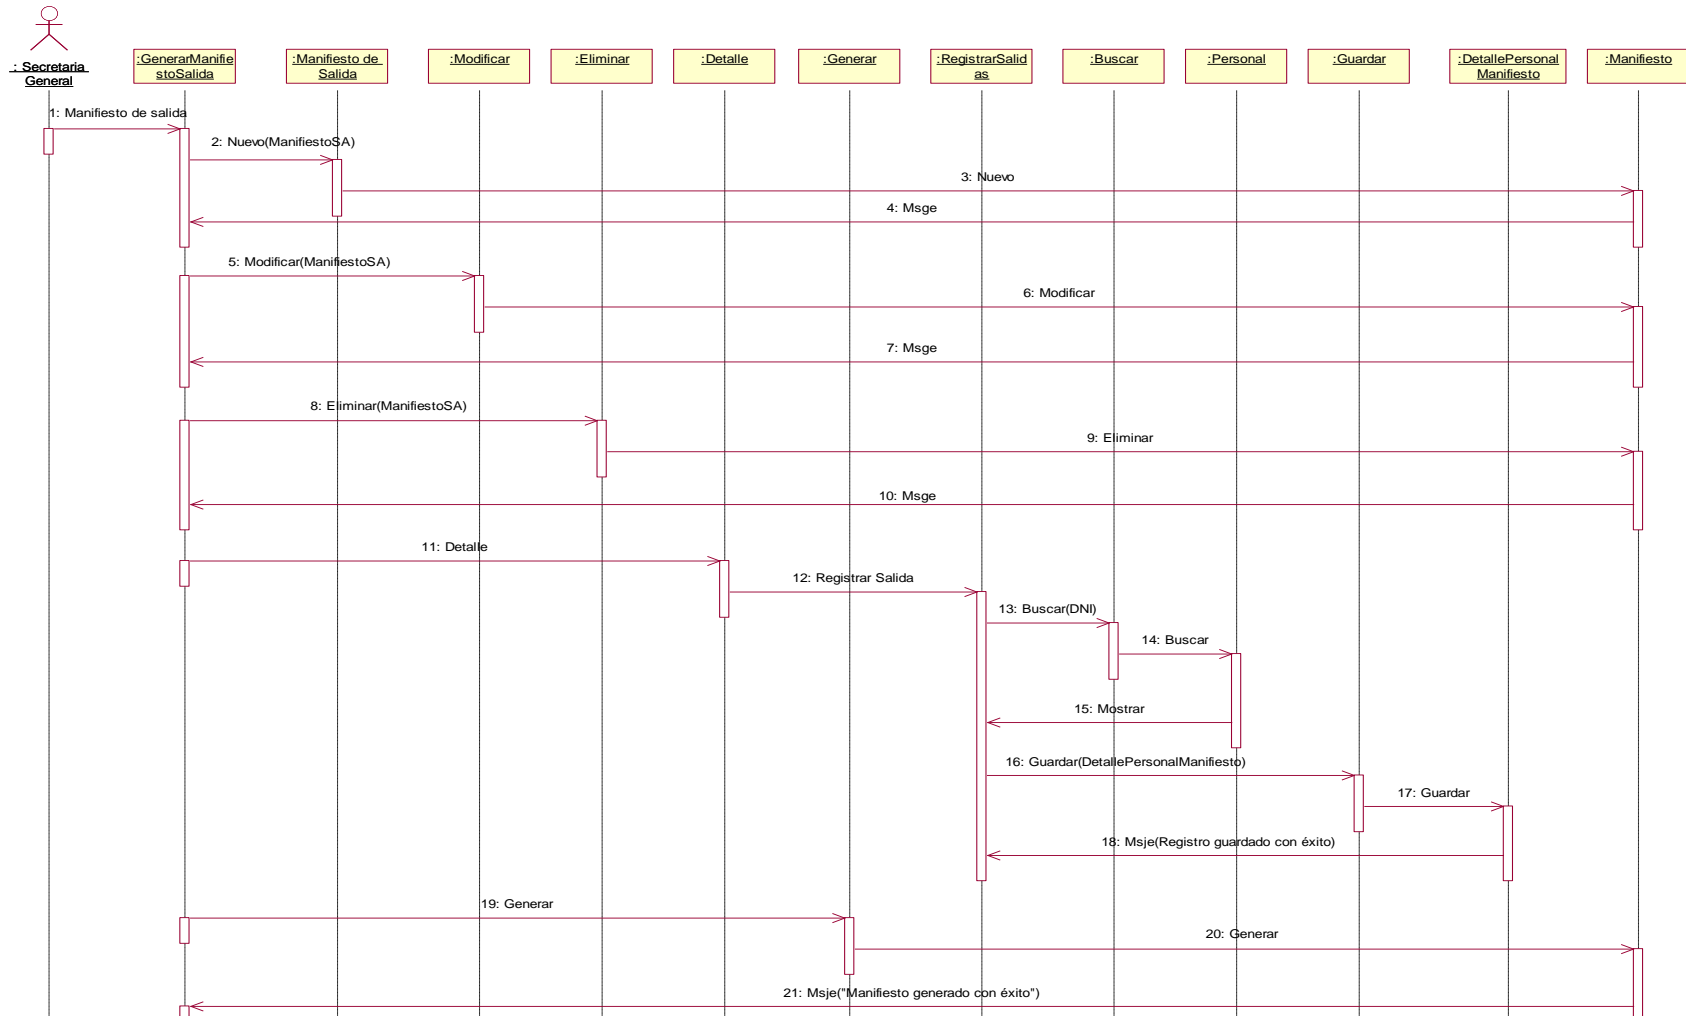 : Secretaria
General
:GenerarManifie
stoSalida
:Manifiesto de
Salida
:Modificar
:Eliminar
:Detalle
:Generar
:RegistrarSalid
as
:Buscar
:Personal
:Guardar
:DetallePersonal
Manifiesto
:Manifiesto
1: Manifiesto de salida
2: Nuevo(ManifiestoSA)
3: Nuevo
4: Msge
5: Modificar(ManifiestoSA)
6: Modificar
7: Msge
8: Eliminar(ManifiestoSA)
9: Eliminar
10: Msge
11: Detalle
12: Registrar Salida
13: Buscar(DNI)
14: Buscar
15: Mostrar
16: Guardar(DetallePersonalManifiesto)
17: Guardar
18: Msje(Registro guardado con éxito)
19: Generar
20: Generar
21: Msje("Manifiesto generado con éxito")